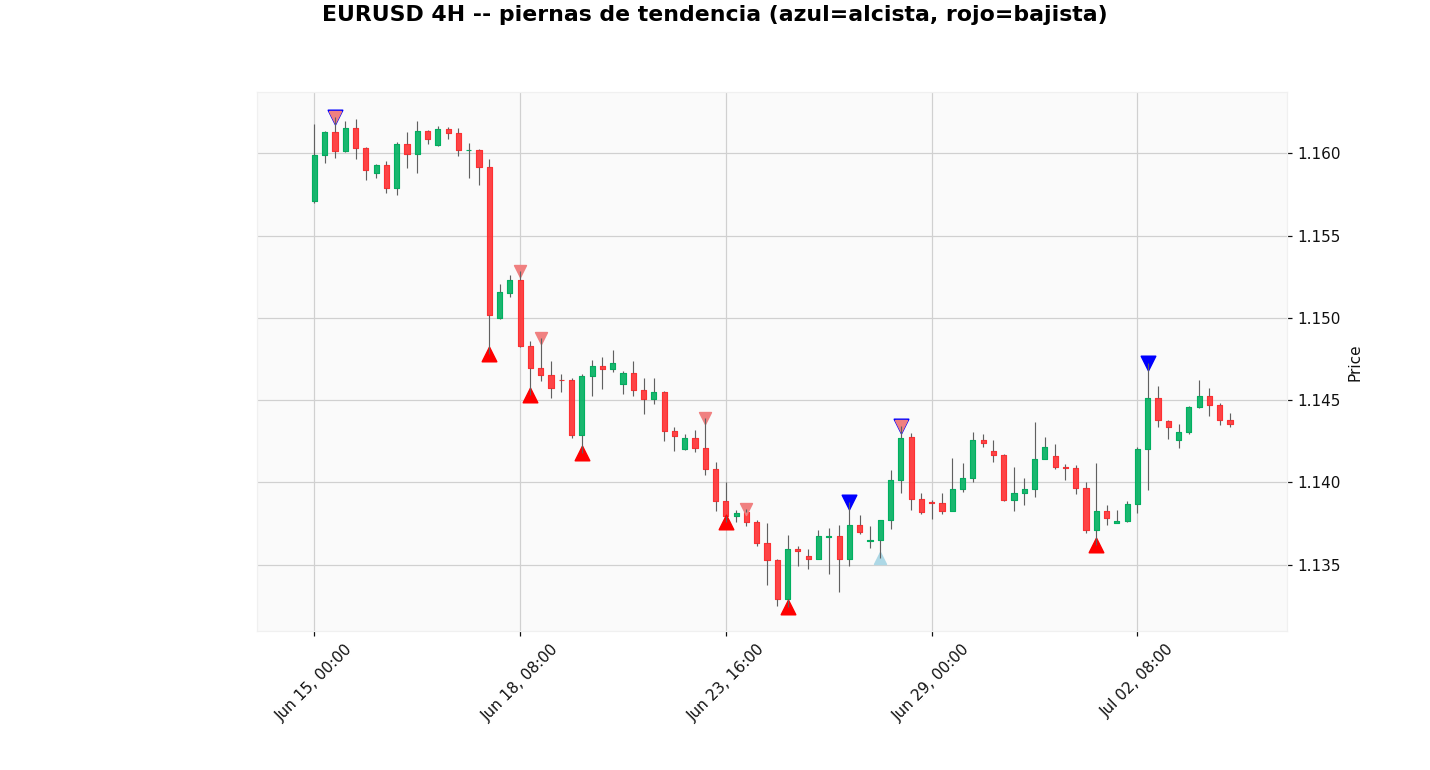 EURUSD 4H -- piernas de tendencia (azul=alcista, rojo=bajista)
1.160
1.155
1.150
1.145
1.140
1.135
Price
Jun 15, 00:00
Jun 18, 08:00
Jun 23, 16:00
Jun 29, 00:00
Jul 02, 08:00